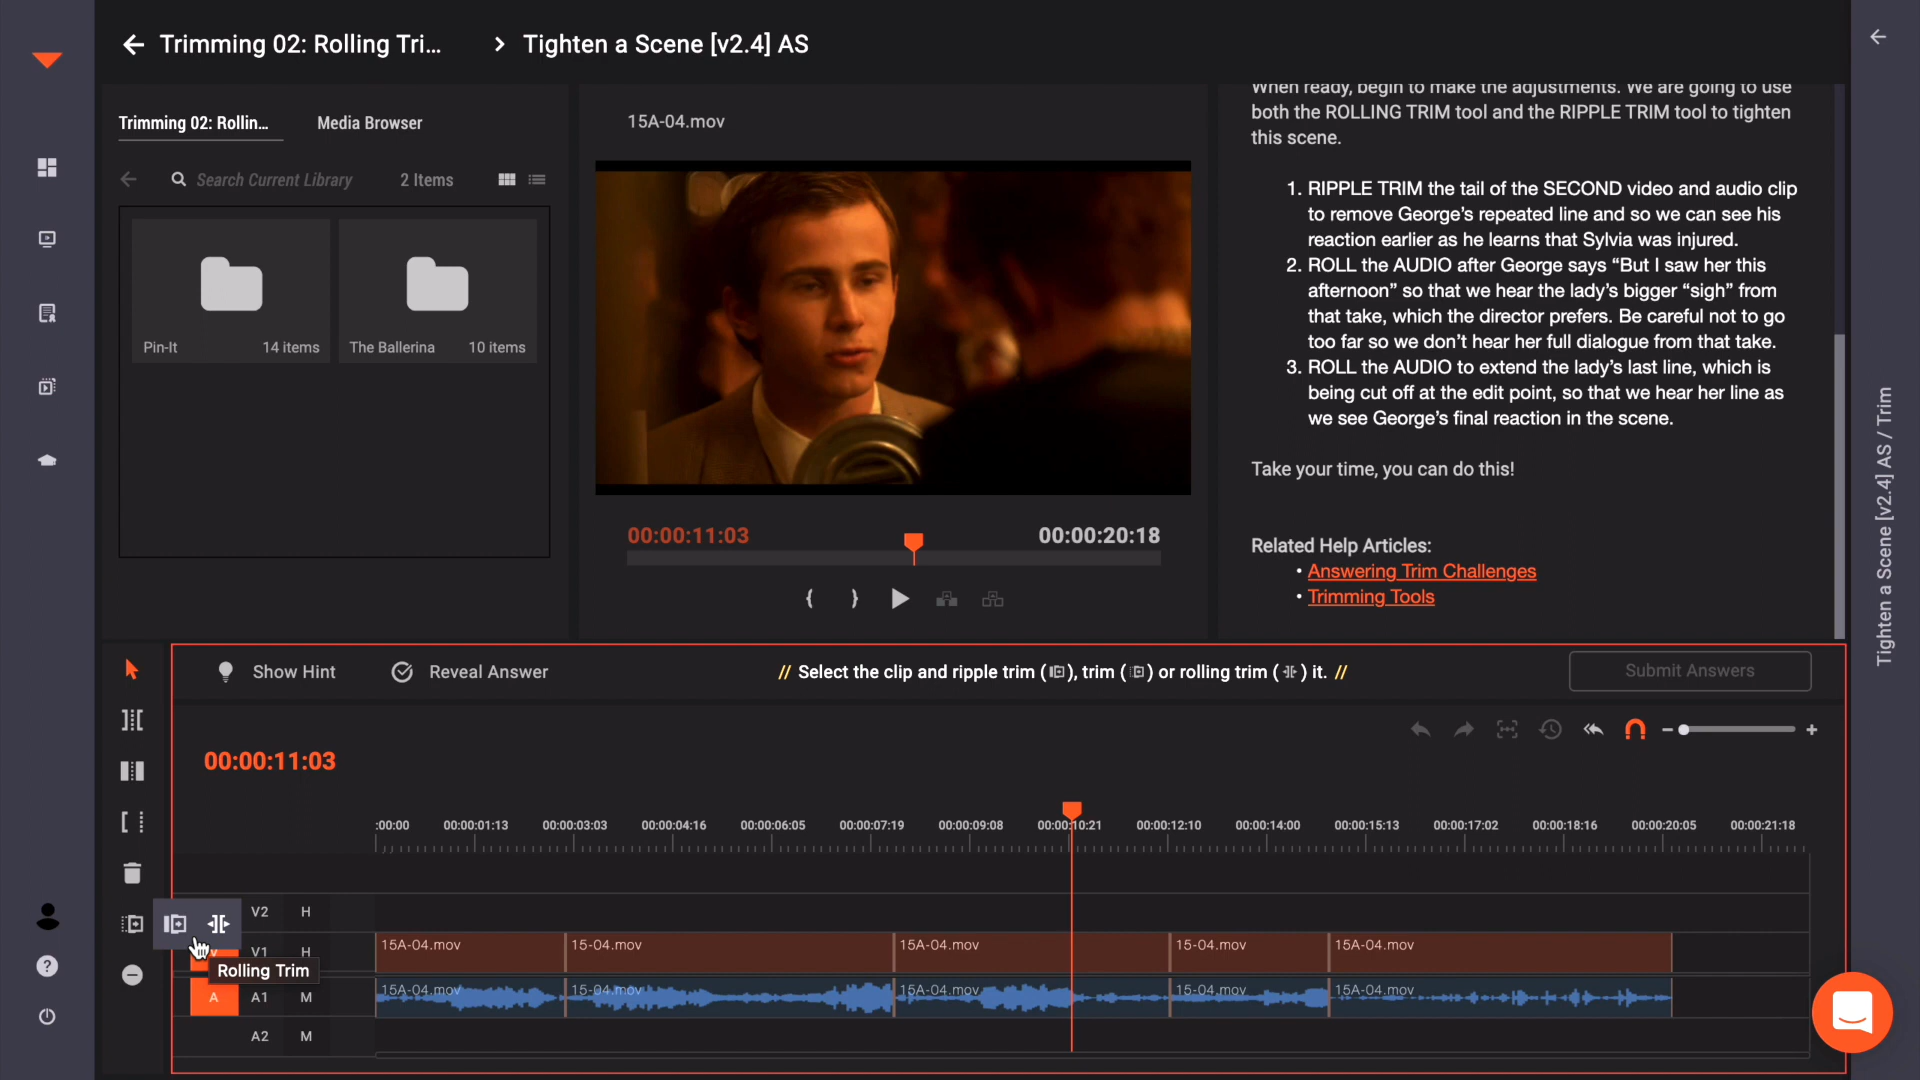 Trimming 02: Rolling Tri...
Tighten a Scene [v2.4] AS
Trimming 02: Rollin...
Media Browser
Search Current Library
2 Items
Pin-It
14 items
The Ballerina
10 items
15A-04.mov
00:00:11:03
00:00:20:18
When ready, begin to make the adjustments. We are going to use
both the ROLLING TRIM tool and the RIPPLE TRIM tool to tighten
this scene.
1. RIPPLE TRIM the tail of the SECOND video and audio clip
to remove George's repeated line and so we can see his
reaction earlier as he learns that Sylvia was injured.
2. ROLL the AUDIO after George says “But I saw her this
afternoon” so that we hear the lady's bigger “sigh” from
that take, which the director prefers. Be careful not to go
too far so we don't hear her full dialogue from that take.
3. ROLL the AUDIO to extend the lady's last line, which is
being cut off at the edit point, so that we hear her line as
we see George's final reaction in the scene.
Take your time, you can do this!
Related Help Articles:
• Answering Trim Challenges
• Trimming Tools
Tighten a Scene [v2.4] AS / Trim
Show Hint
Reveal Answer
// Select the clip and ripple trim ( ), trim ( ) or rolling trim ( ) it. //
Submit Answers
00:00:11:03
:00:00
00:00:01:13
00:00:03:03
00:00:04:16
00:00:06:05
00:00:07:19
00:00:09:08
00:00:10:21
00:00:12:10
00:00:14:00
00:00:15:13
00:00:17:02
00:00:18:16
00:00:20:05
00:00:21:18
V2 H
V V1 H
15A-04.mov
15-04.mov
15A-04.mov
15-04.mov
15A-04.mov
Rolling Trim
A A1 M
15A-04.mov
15-04.mov
15A-04.mov
15-04.mov
15A-04.mov
A2 M